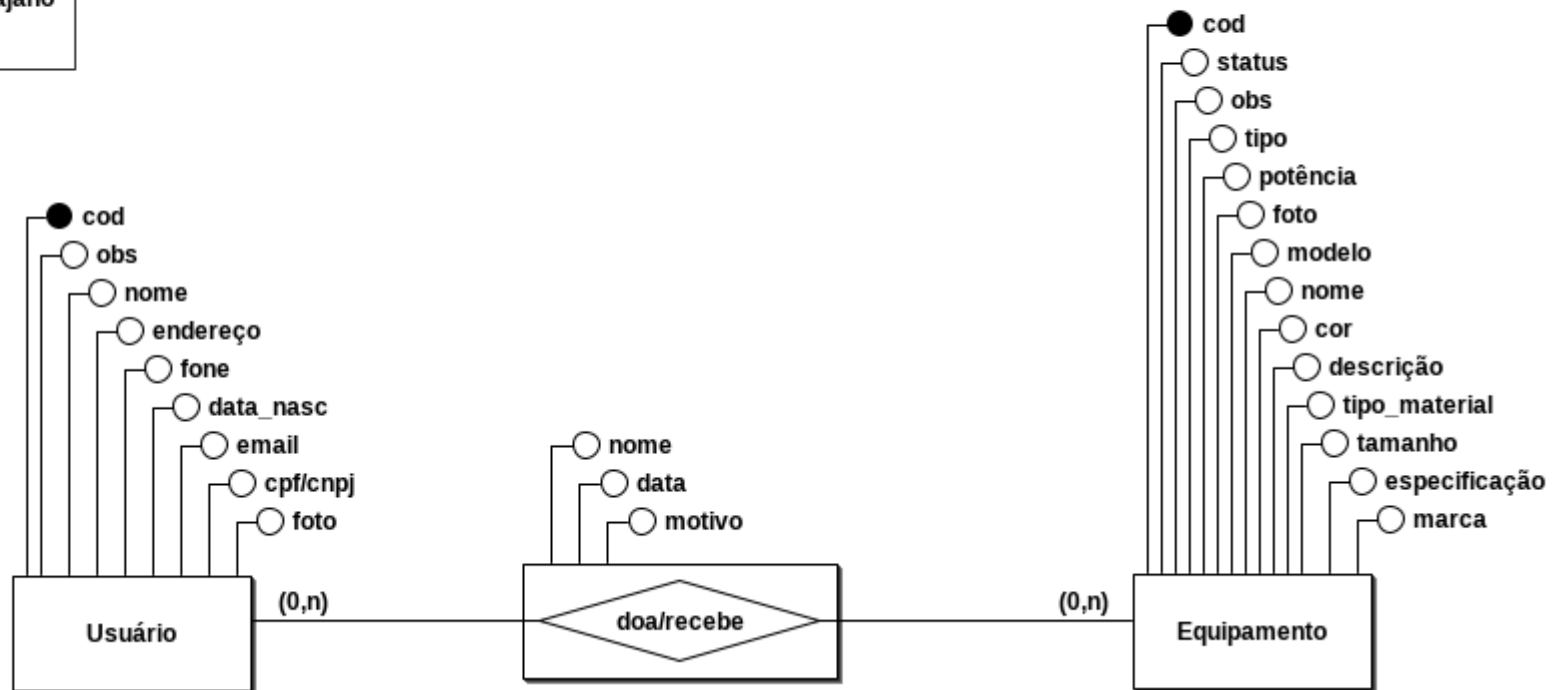 cod
status
obs
tipo
potência
foto
modelo
nome
cor
descrição
tipo_material
tamanho
especificação
marca
cod
obs
nome
endereço
fone
data_nasc
email
cpf/cnpj
foto
nome
data
motivo
Usuário
(0,n)
doa/recebe
(0,n)
Equipamento